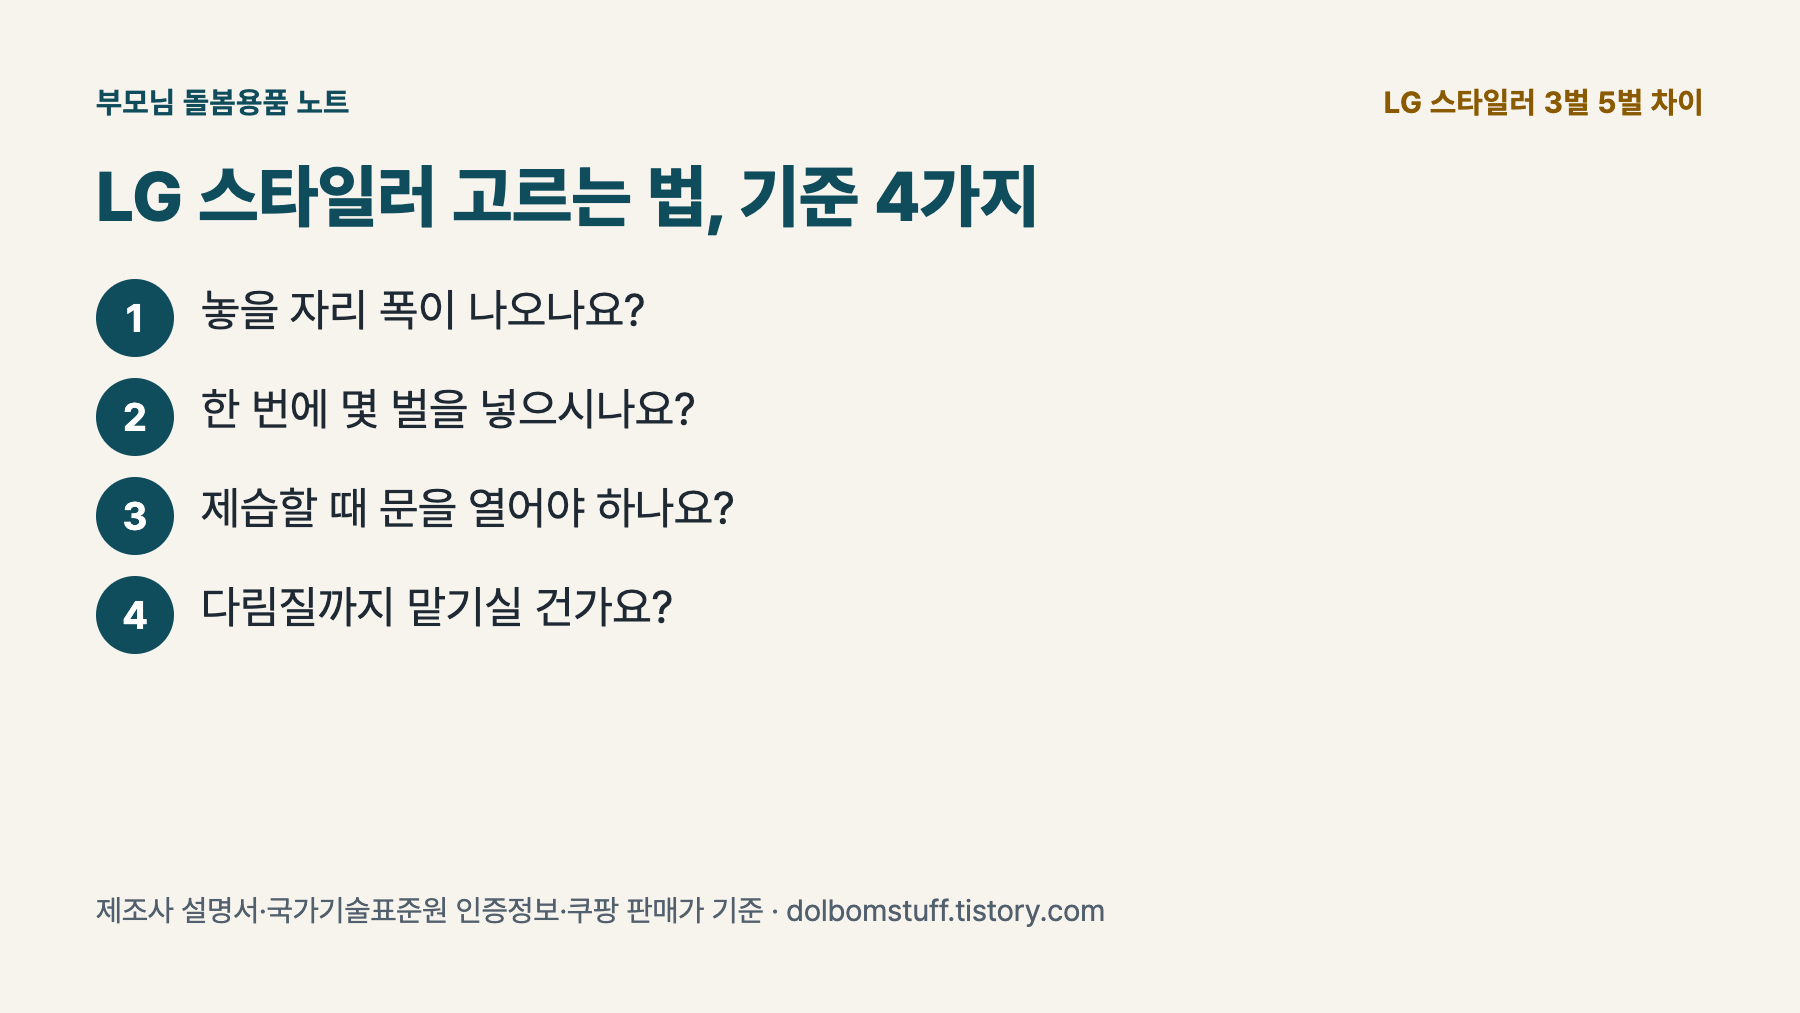 부모님 돌봄용품 노트
LG 스타일러 3벌 5벌 차이
LG 스타일러 고르는 법, 기준 4가지
1 놓을 자리 폭이 나오나요?
2 한 번에 몇 벌을 넣으시나요?
3 제습할 때 문을 열어야 하나요?
4 다림질까지 맡기실 건가요?
제조사 설명서·국가기술표준원 인증정보·쿠팡 판매가 기준 · dolbomstuff.tistory.com